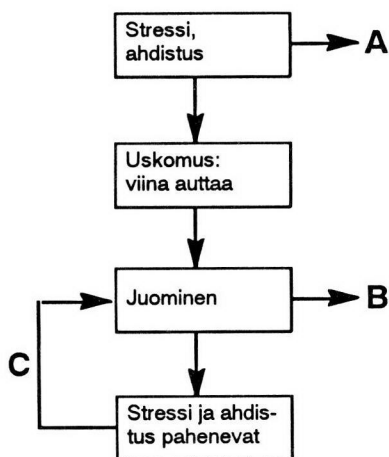 Stressi,
ahdistus
A
Uskomus:
viina auttaa
Juominen
B
C
Stressi ja ahdis-
tus pahenevat